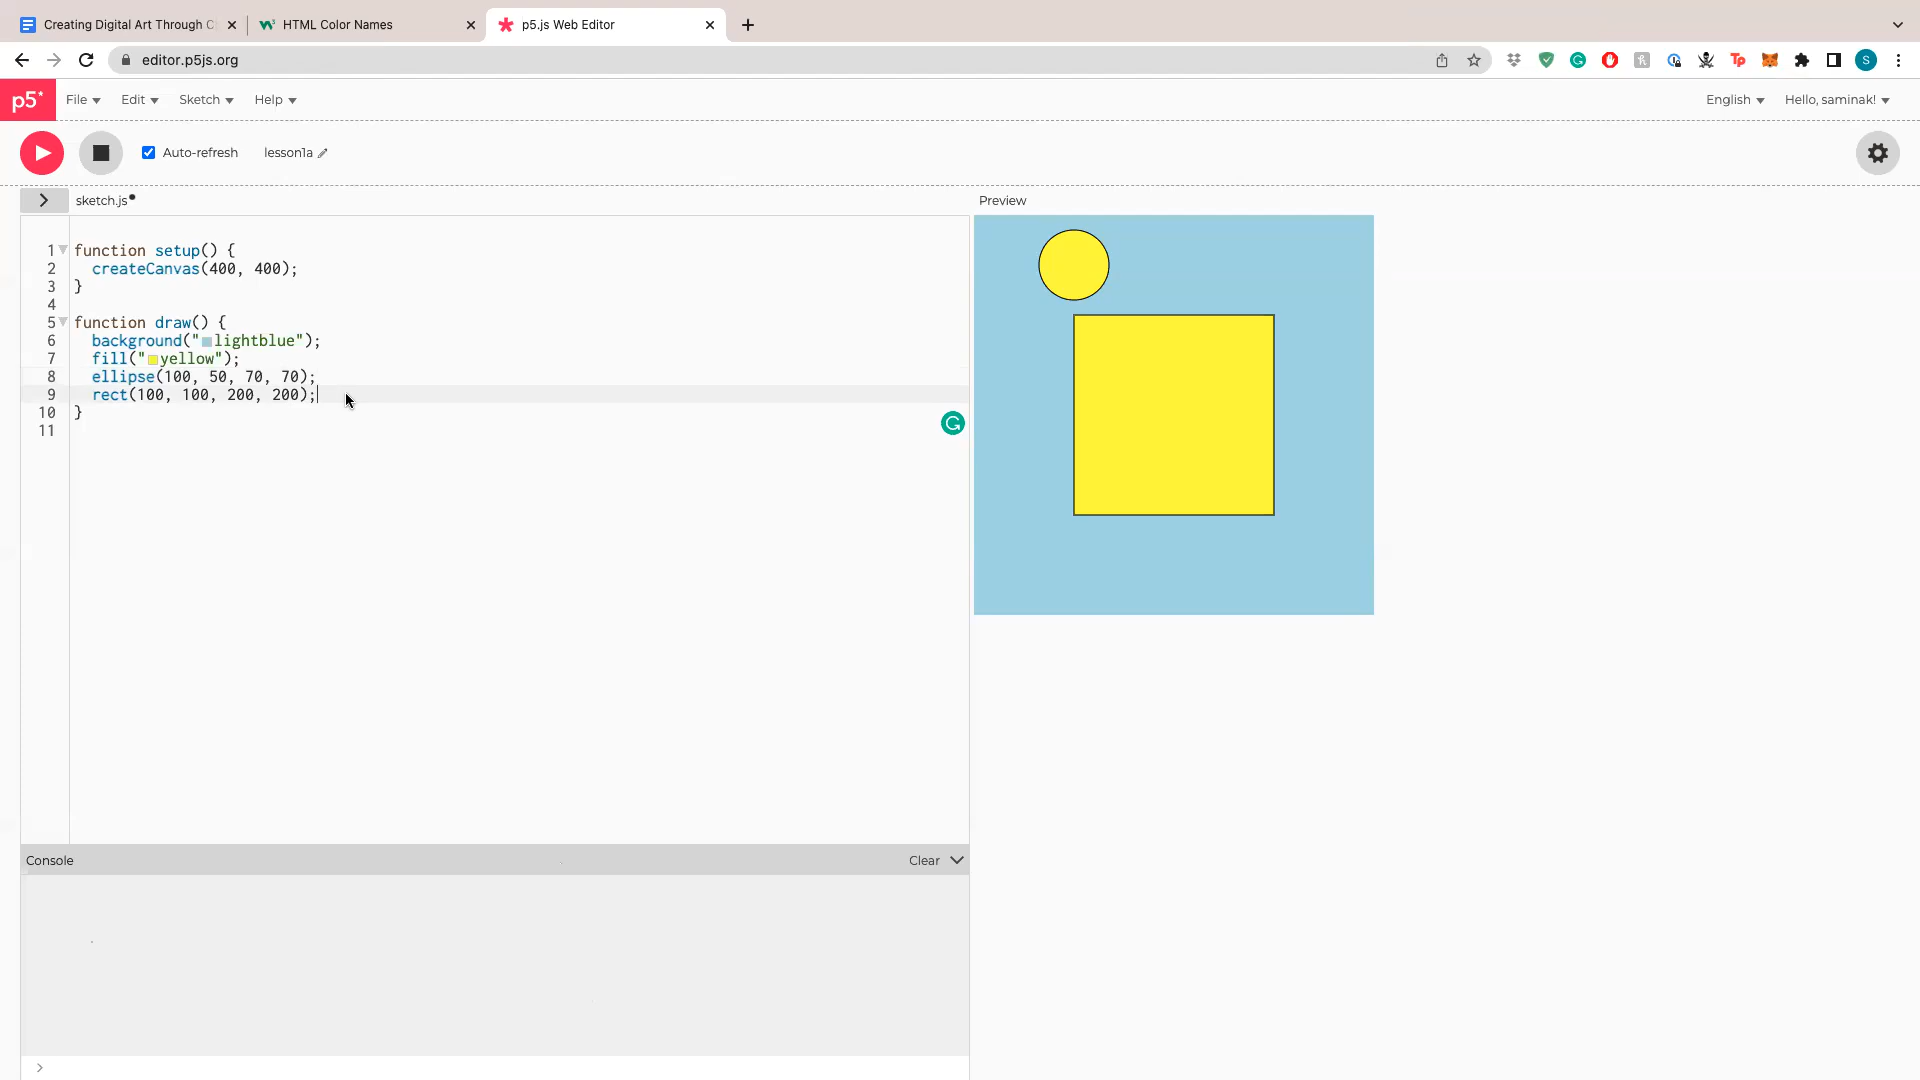 Creating Digital Art Through C
HTML Color Names
p5.js Web Editor
editor.p5js.org
p5* File Edit Sketch Help English Hello, saminak!
Auto-refresh lesson1a
sketch.js Preview
1 function setup() {
2 createCanvas(400, 400);
3 }
4
5 function draw() {
6 background("lightblue");
7 fill("yellow");
8 ellipse(100, 50, 70, 70);
9 rect(100, 100, 200, 200);
10 }
11
Console Clear
>